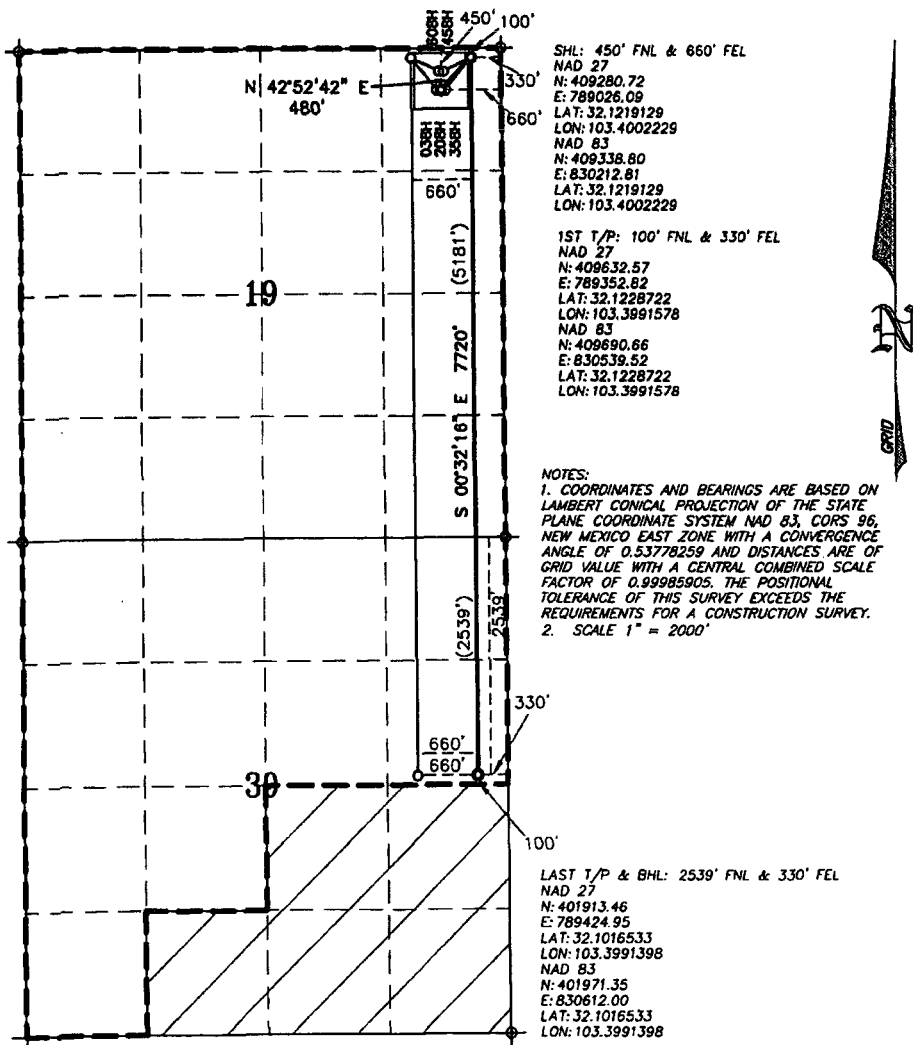 608H
458H
450' 100'
N 42°52'42" E
480'
330'
660'
038H
208H
358H
660'
19
S 00°32'16" E 7720' (5181')
(2539')
2539'
330'
660'
660'
30
100'
SHL: 450' FNL & 660' FEL
NAD 27
N: 409280.72
E: 789026.09
LAT: 32.1219129
LON: 103.4002229
NAD 83
N: 409338.80
E: 830212.81
LAT: 32.1219129
LON: 103.4002229
1ST T/P: 100' FNL & 330' FEL
NAD 27
N: 409632.57
E: 789352.82
LAT: 32.1228722
LON: 103.3991578
NAD 83
N: 409690.66
E: 830539.52
LAT: 32.1228722
LON: 103.3991578
GRID
NOTES:
1. COORDINATES AND BEARINGS ARE BASED ON
LAMBERT CONICAL PROJECTION OF THE STATE
PLANE COORDINATE SYSTEM NAD 83, CORS 96,
NEW MEXICO EAST ZONE WITH A CONVERGENCE
ANGLE OF 0.53778259 AND DISTANCES ARE OF
GRID VALUE WITH A CENTRAL COMBINED SCALE
FACTOR OF 0.99985905. THE POSITIONAL
TOLERANCE OF THIS SURVEY EXCEEDS THE
REQUIREMENTS FOR A CONSTRUCTION SURVEY.
2. SCALE 1" = 2000'
LAST T/P & BHL: 2539' FNL & 330' FEL
NAD 27
N: 401913.46
E: 789424.95
LAT: 32.1016533
LON: 103.3991398
NAD 83
N: 401971.35
E: 830612.00
LAT: 32.1016533
LON: 103.3991398